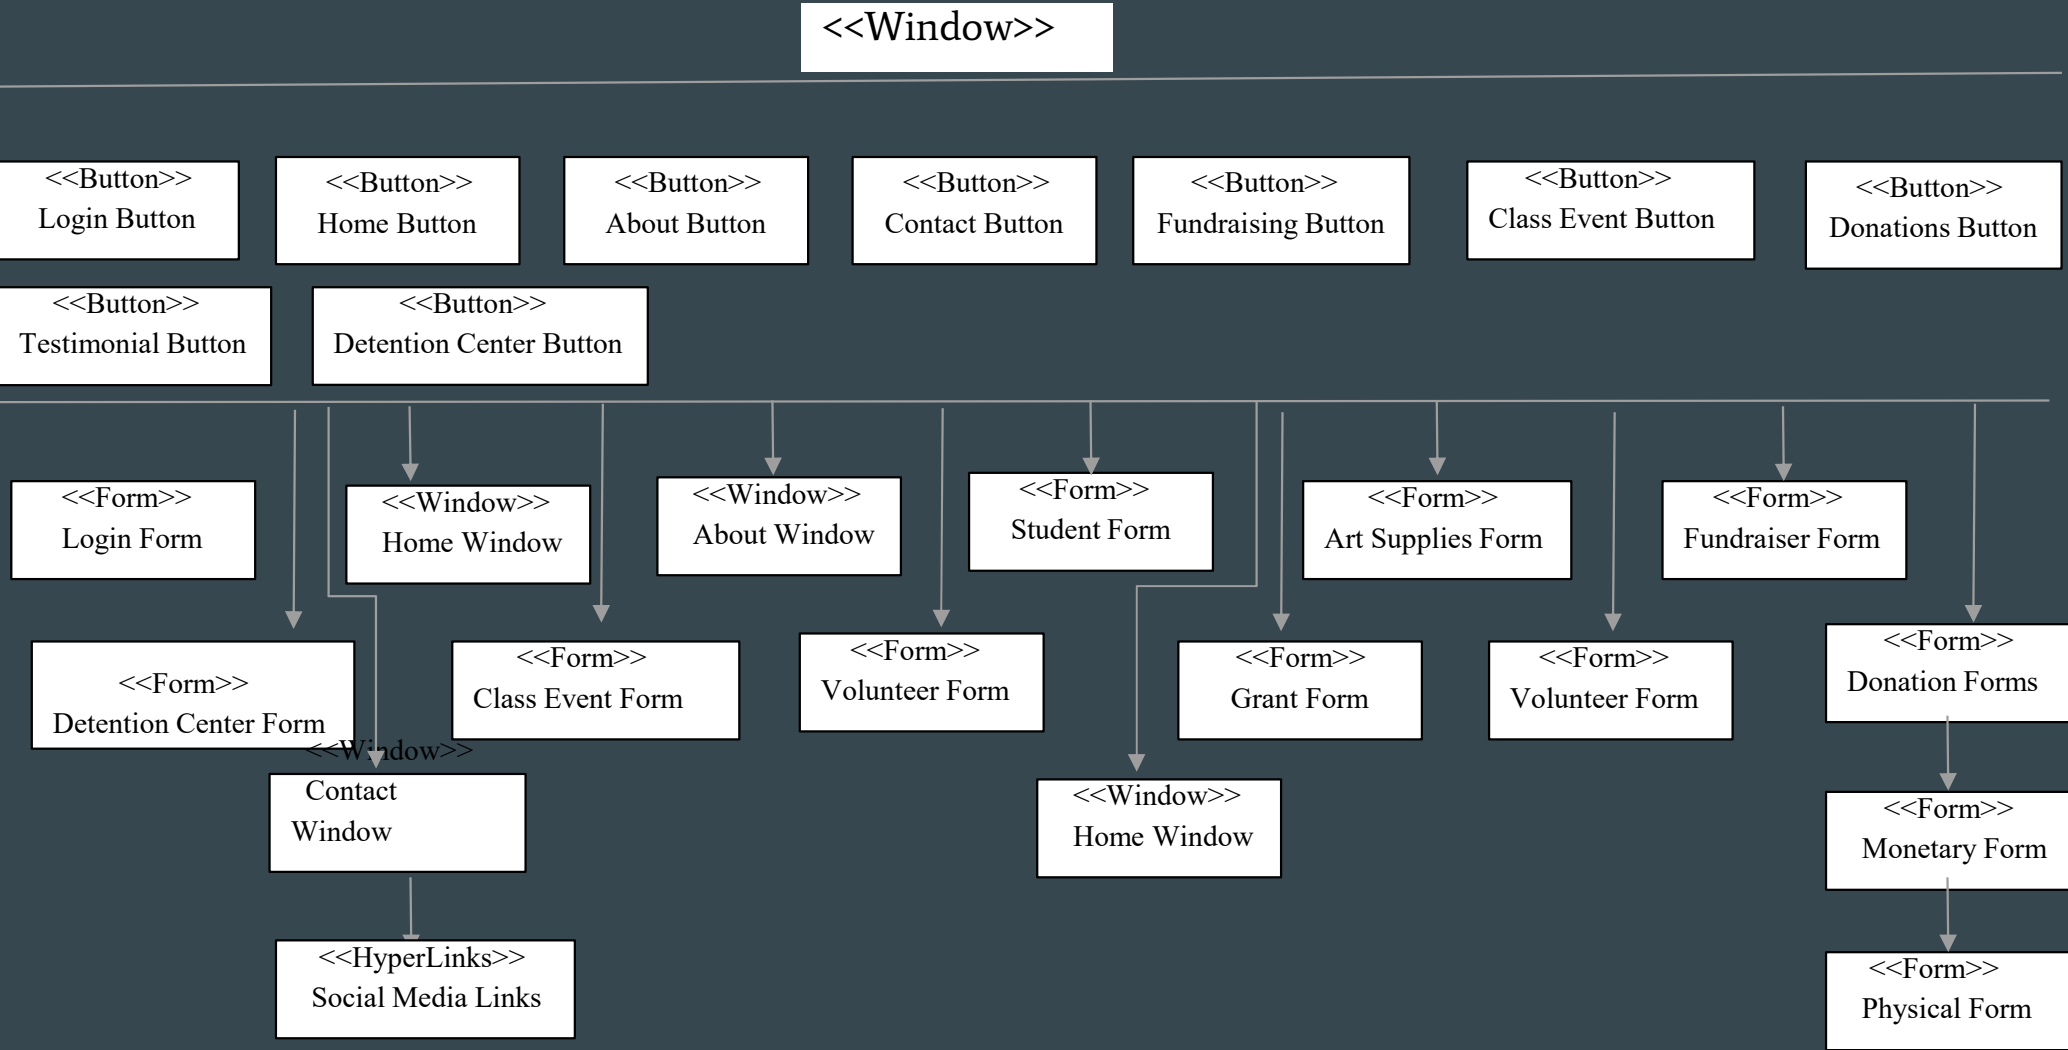 <<Window>>
<<Button>>
Login Button
<<Button>>
Home Button
<<Button>>
About Button
<<Button>>
Contact Button
<<Button>>
Fundraising Button
<<Button>>
Class Event Button
<<Button>>
Donations Button
<<Button>>
Testimonial Button
<<Button>>
Detention Center Button
<<Form>>
Login Form
<<Window>>
Home Window
<<Window>>
About Window
<<Form>>
Student Form
<<Form>>
Art Supplies Form
<<Form>>
Fundraiser Form
<<Form>>
Detention Center Form
<<Form>>
Class Event Form
<<Form>>
Volunteer Form
<<Form>>
Grant Form
<<Form>>
Volunteer Form
<<Form>>
Donation Forms
<<Window>>
Contact
Window
<<Window>>
Home Window
<<Form>>
Monetary Form
<<HyperLinks>>
Social Media Links
<<Form>>
Physical Form